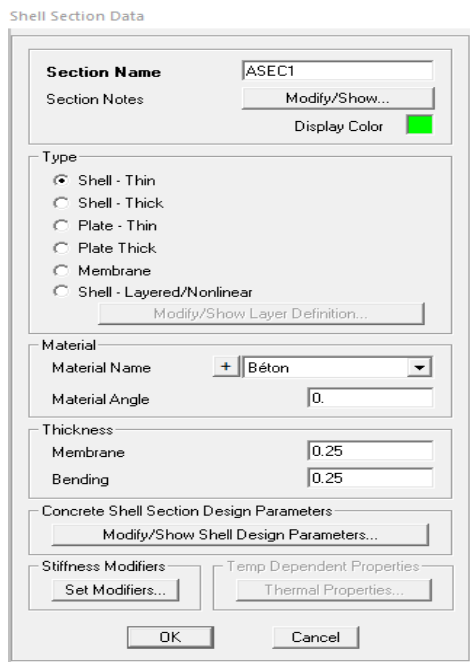 Shell Section Data
Section Name ASEC1
Section Notes Modify/Show...
Display Color
Type
Shell - Thin
Shell - Thick
Plate - Thin
Plate Thick
Membrane
Shell - Layered/Nonlinear
Modify/Show Layer Definition...
Material
Material Name + Béton
Material Angle 0.
Thickness
Membrane 0.25
Bending 0.25
Concrete Shell Section Design Parameters
Modify/Show Shell Design Parameters...
Stiffness Modifiers Temp Dependent Properties
Set Modifiers... Thermal Properties...
OK Cancel